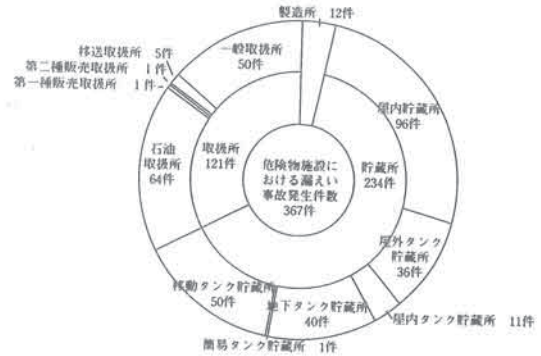 製造所 12件
移送取扱所 5件
第二種販売取扱所 1件
第一種販売取扱所 1件
一般取扱所
50件
屋内貯蔵所
96件
石油
取扱所
64件
取扱所
121件
危険物施設に
おける漏えい
事故発生件数
367件
貯蔵所
234件
屋外タンク
貯蔵所
36件
移動タンク貯蔵所
50件
地下タンク貯蔵所
40件
屋内タンク貯蔵所 11件
簡易タンク貯蔵所 1件